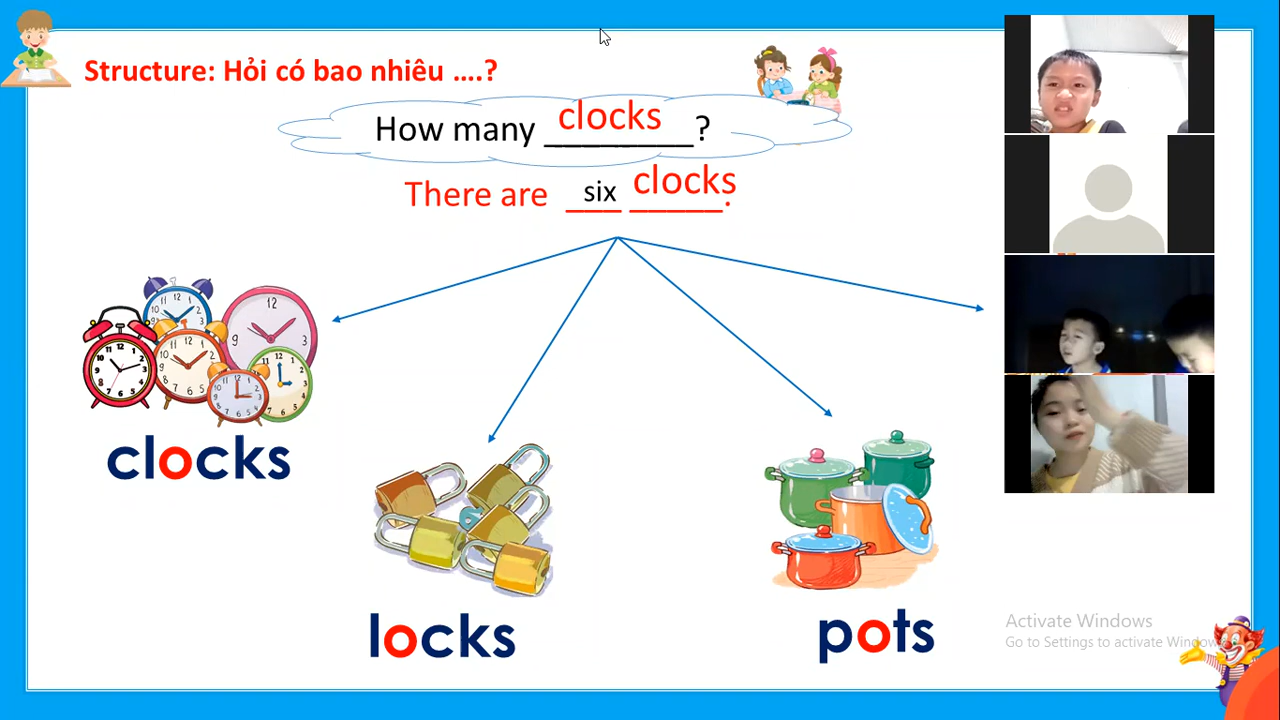 Structure: Hỏi có bao nhiêu ....?
How many clocks?
There are six clocks.
clocks
locks
pots
Activate Windows
Go to Settings to activate Windows